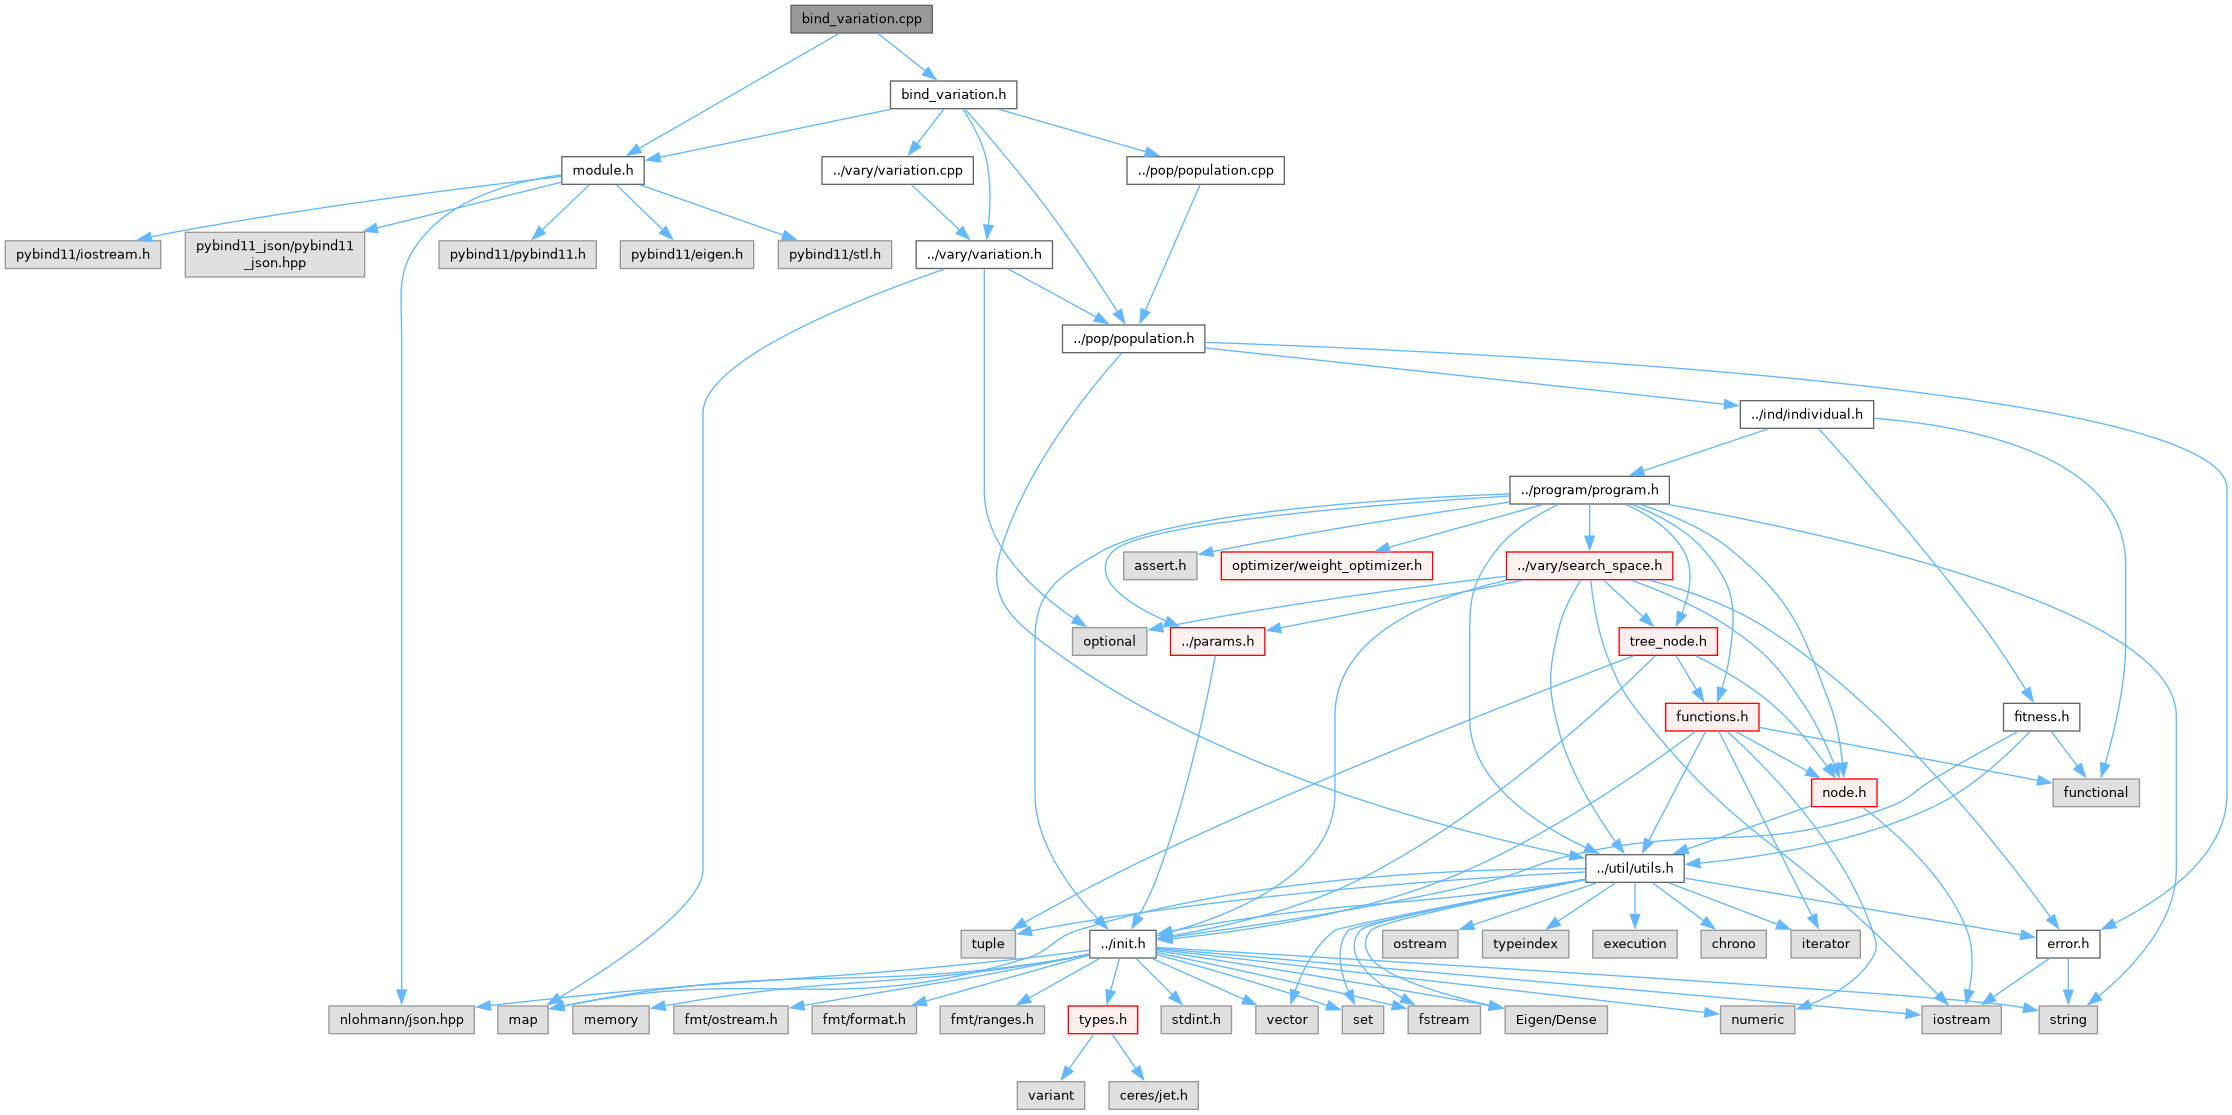 bind_variation.cpp
bind_variation.h
module.h
../vary/variation.cpp
../pop/population.cpp
pybind11/iostream.h
pybind11_json/pybind11
_json.hpp
pybind11/pybind11.h
pybind11/eigen.h
pybind11/stl.h
../vary/variation.h
../pop/population.h
../ind/individual.h
../program/program.h
assert.h
optimizer/weight_optimizer.h
../vary/search_space.h
optional
../params.h
tree_node.h
functions.h
fitness.h
node.h
functional
../util/utils.h
tuple
../init.h
ostream
typeindex
execution
chrono
iterator
error.h
nlohmann/json.hpp
map
memory
fmt/ostream.h
fmt/format.h
fmt/ranges.h
types.h
stdint.h
vector
set
fstream
Eigen/Dense
numeric
iostream
string
variant
ceres/jet.h